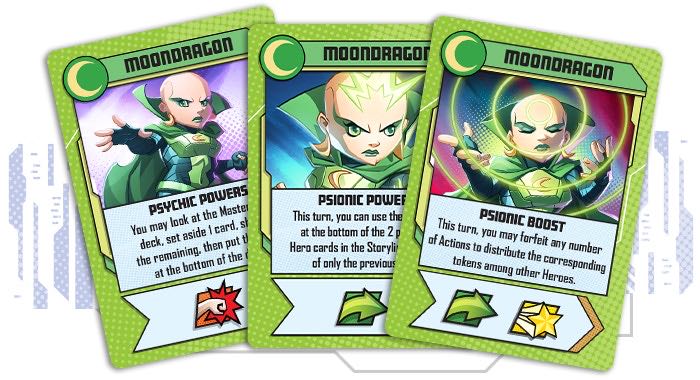 MOONDRAGON
PSYCHIC POWERS
You may look at the Master
deck, set aside 1 card,
the remaining, then put
at the bottom of the
MOONDRAGON
PSIONIC POWER
This turn, you can use the
at the bottom of the 2
Hero cards in the
of only the previous
MOONDRAGON
PSIONIC BOOST
This turn, you may forfeit any number
of Actions to distribute the corresponding
tokens among other Heroes.